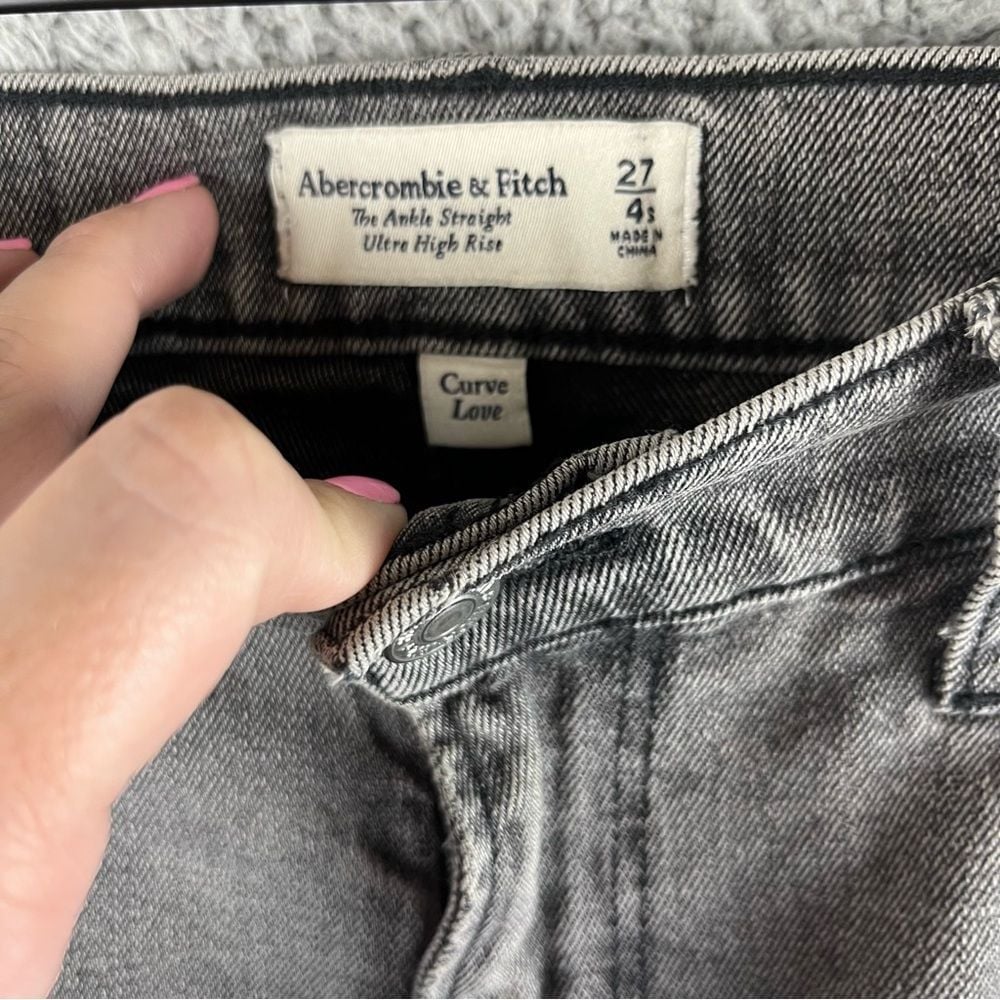 Abercrombie & Fitch
The Ankle Straight
Ultra High Rise
27
4s
MADE IN
CHINA
Curve
Love